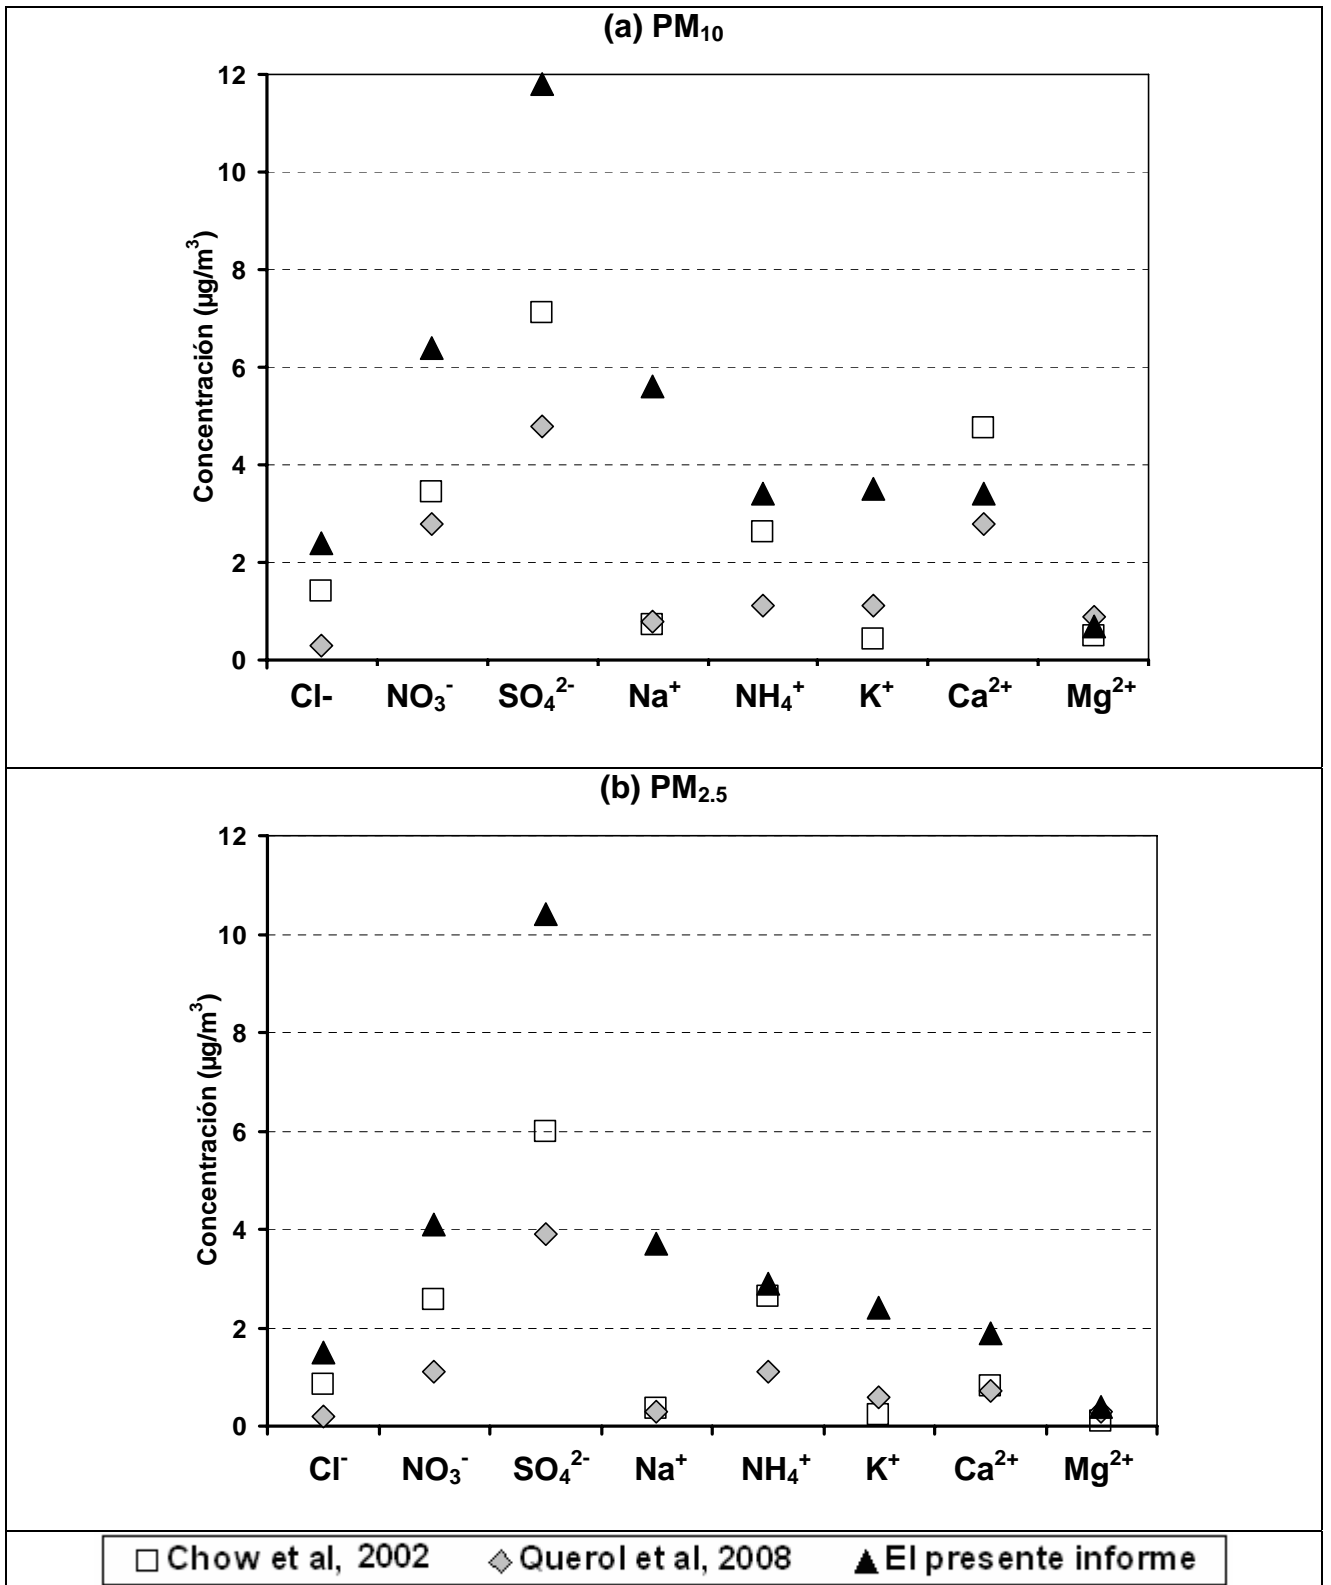 (a) PM₁₀
12
10
8
6
4
2
0
Concentración (µg/m³)
Cl- NO₃⁻ SO₄²⁻ Na⁺ NH₄⁺ K⁺ Ca²⁺ Mg²⁺
(b) PM₂.₅
12
10
8
6
4
2
0
Concentración (µg/m³)
Cl⁻ NO₃⁻ SO₄²⁻ Na⁺ NH₄⁺ K⁺ Ca²⁺ Mg²⁺
Chow et al, 2002 Querol et al, 2008 El presente informe